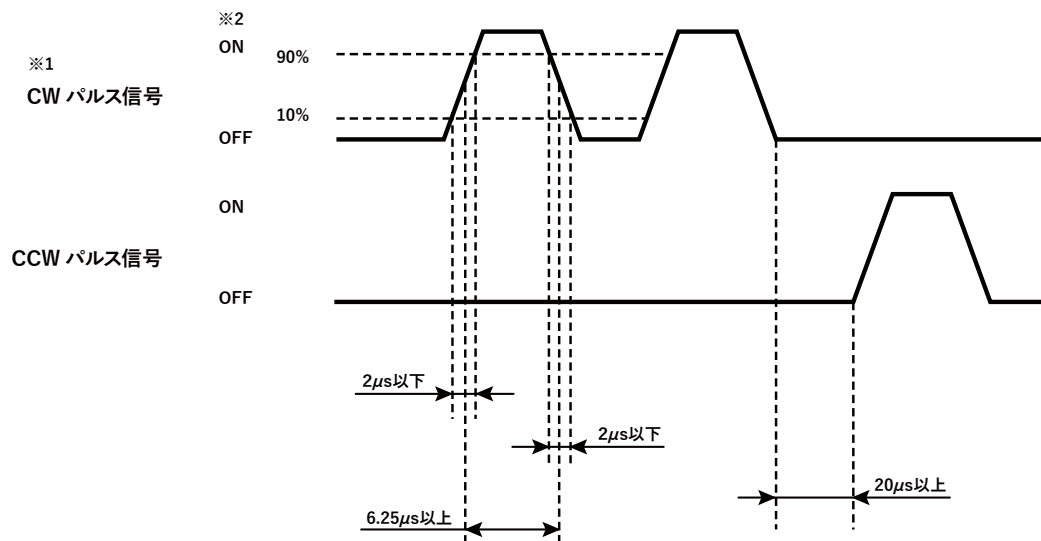 ※2
ON
※1
90%
CW パルス信号
10%
OFF
ON
CCW パルス信号
OFF
2μs以下
2μs以下
20μs以上
6.25μs以上